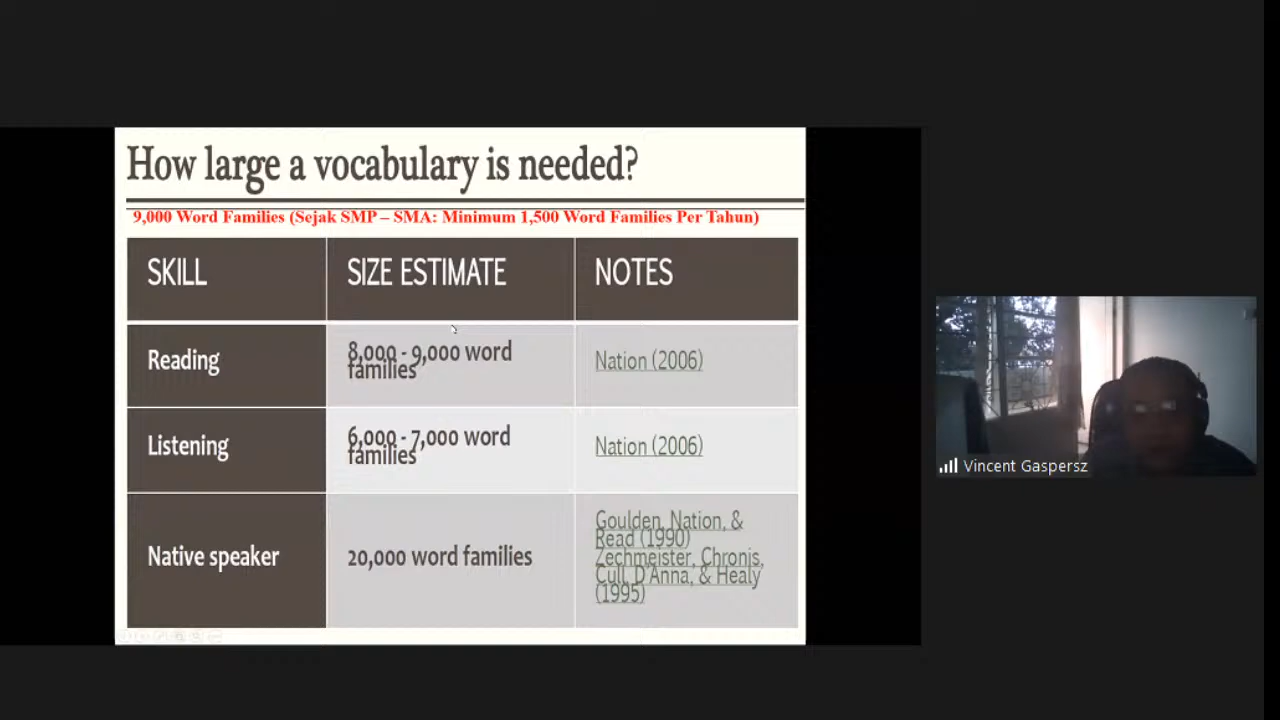 How large a vocabulary is needed?
9,000 Word Families (Sejak SMP – SMA: Minimum 1,500 Word Families Per Tahun)
SKILL
SIZE ESTIMATE
NOTES
Reading
8,000 - 9,000 word
families
Nation (2006)
Listening
6,000 - 7,000 word
families
Nation (2006)
Native speaker
20,000 word families
Goulden, Nation, &
Read (1990)
Zechmeister, Chronis,
Cull, D'Anna, & Healy
(1995)
Vincent Gaspersz